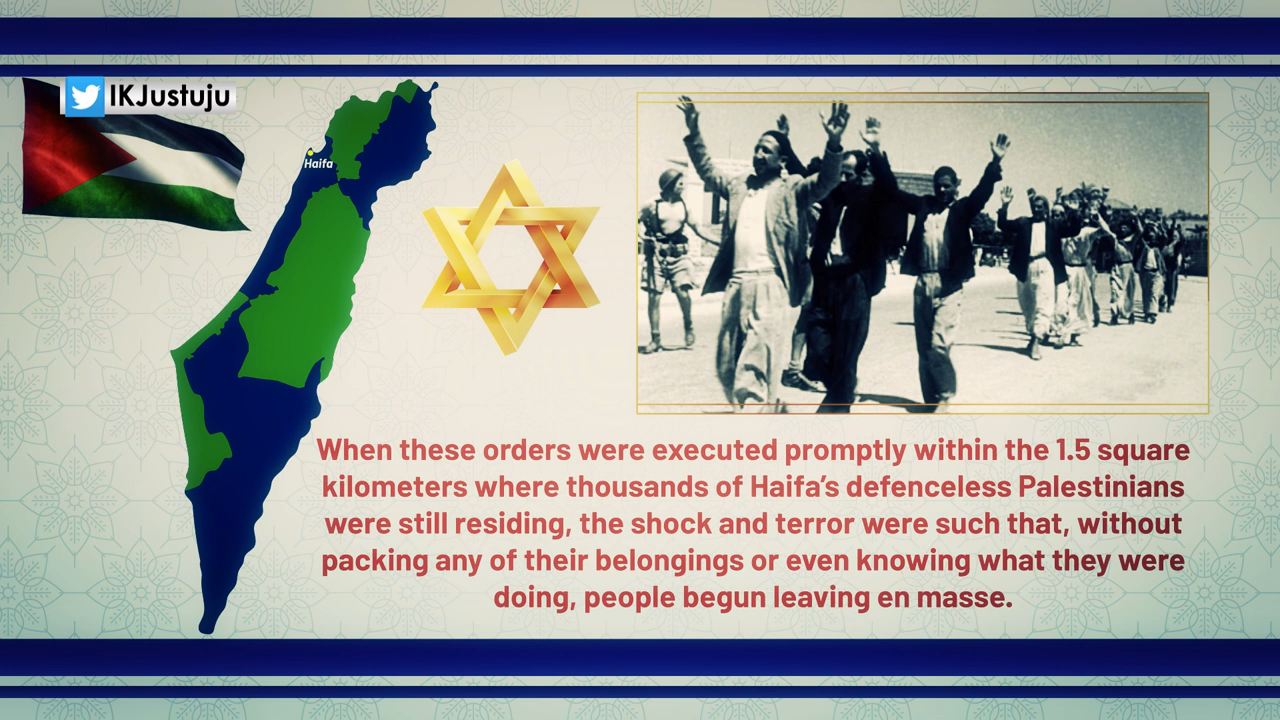 IKJustuju
Haifa
When these orders were executed promptly within the 1.5 square
kilometers where thousands of Haifa’s defenceless Palestinians
were still residing, the shock and terror were such that, without
packing any of their belongings or even knowing what they were
doing, people begun leaving en masse.